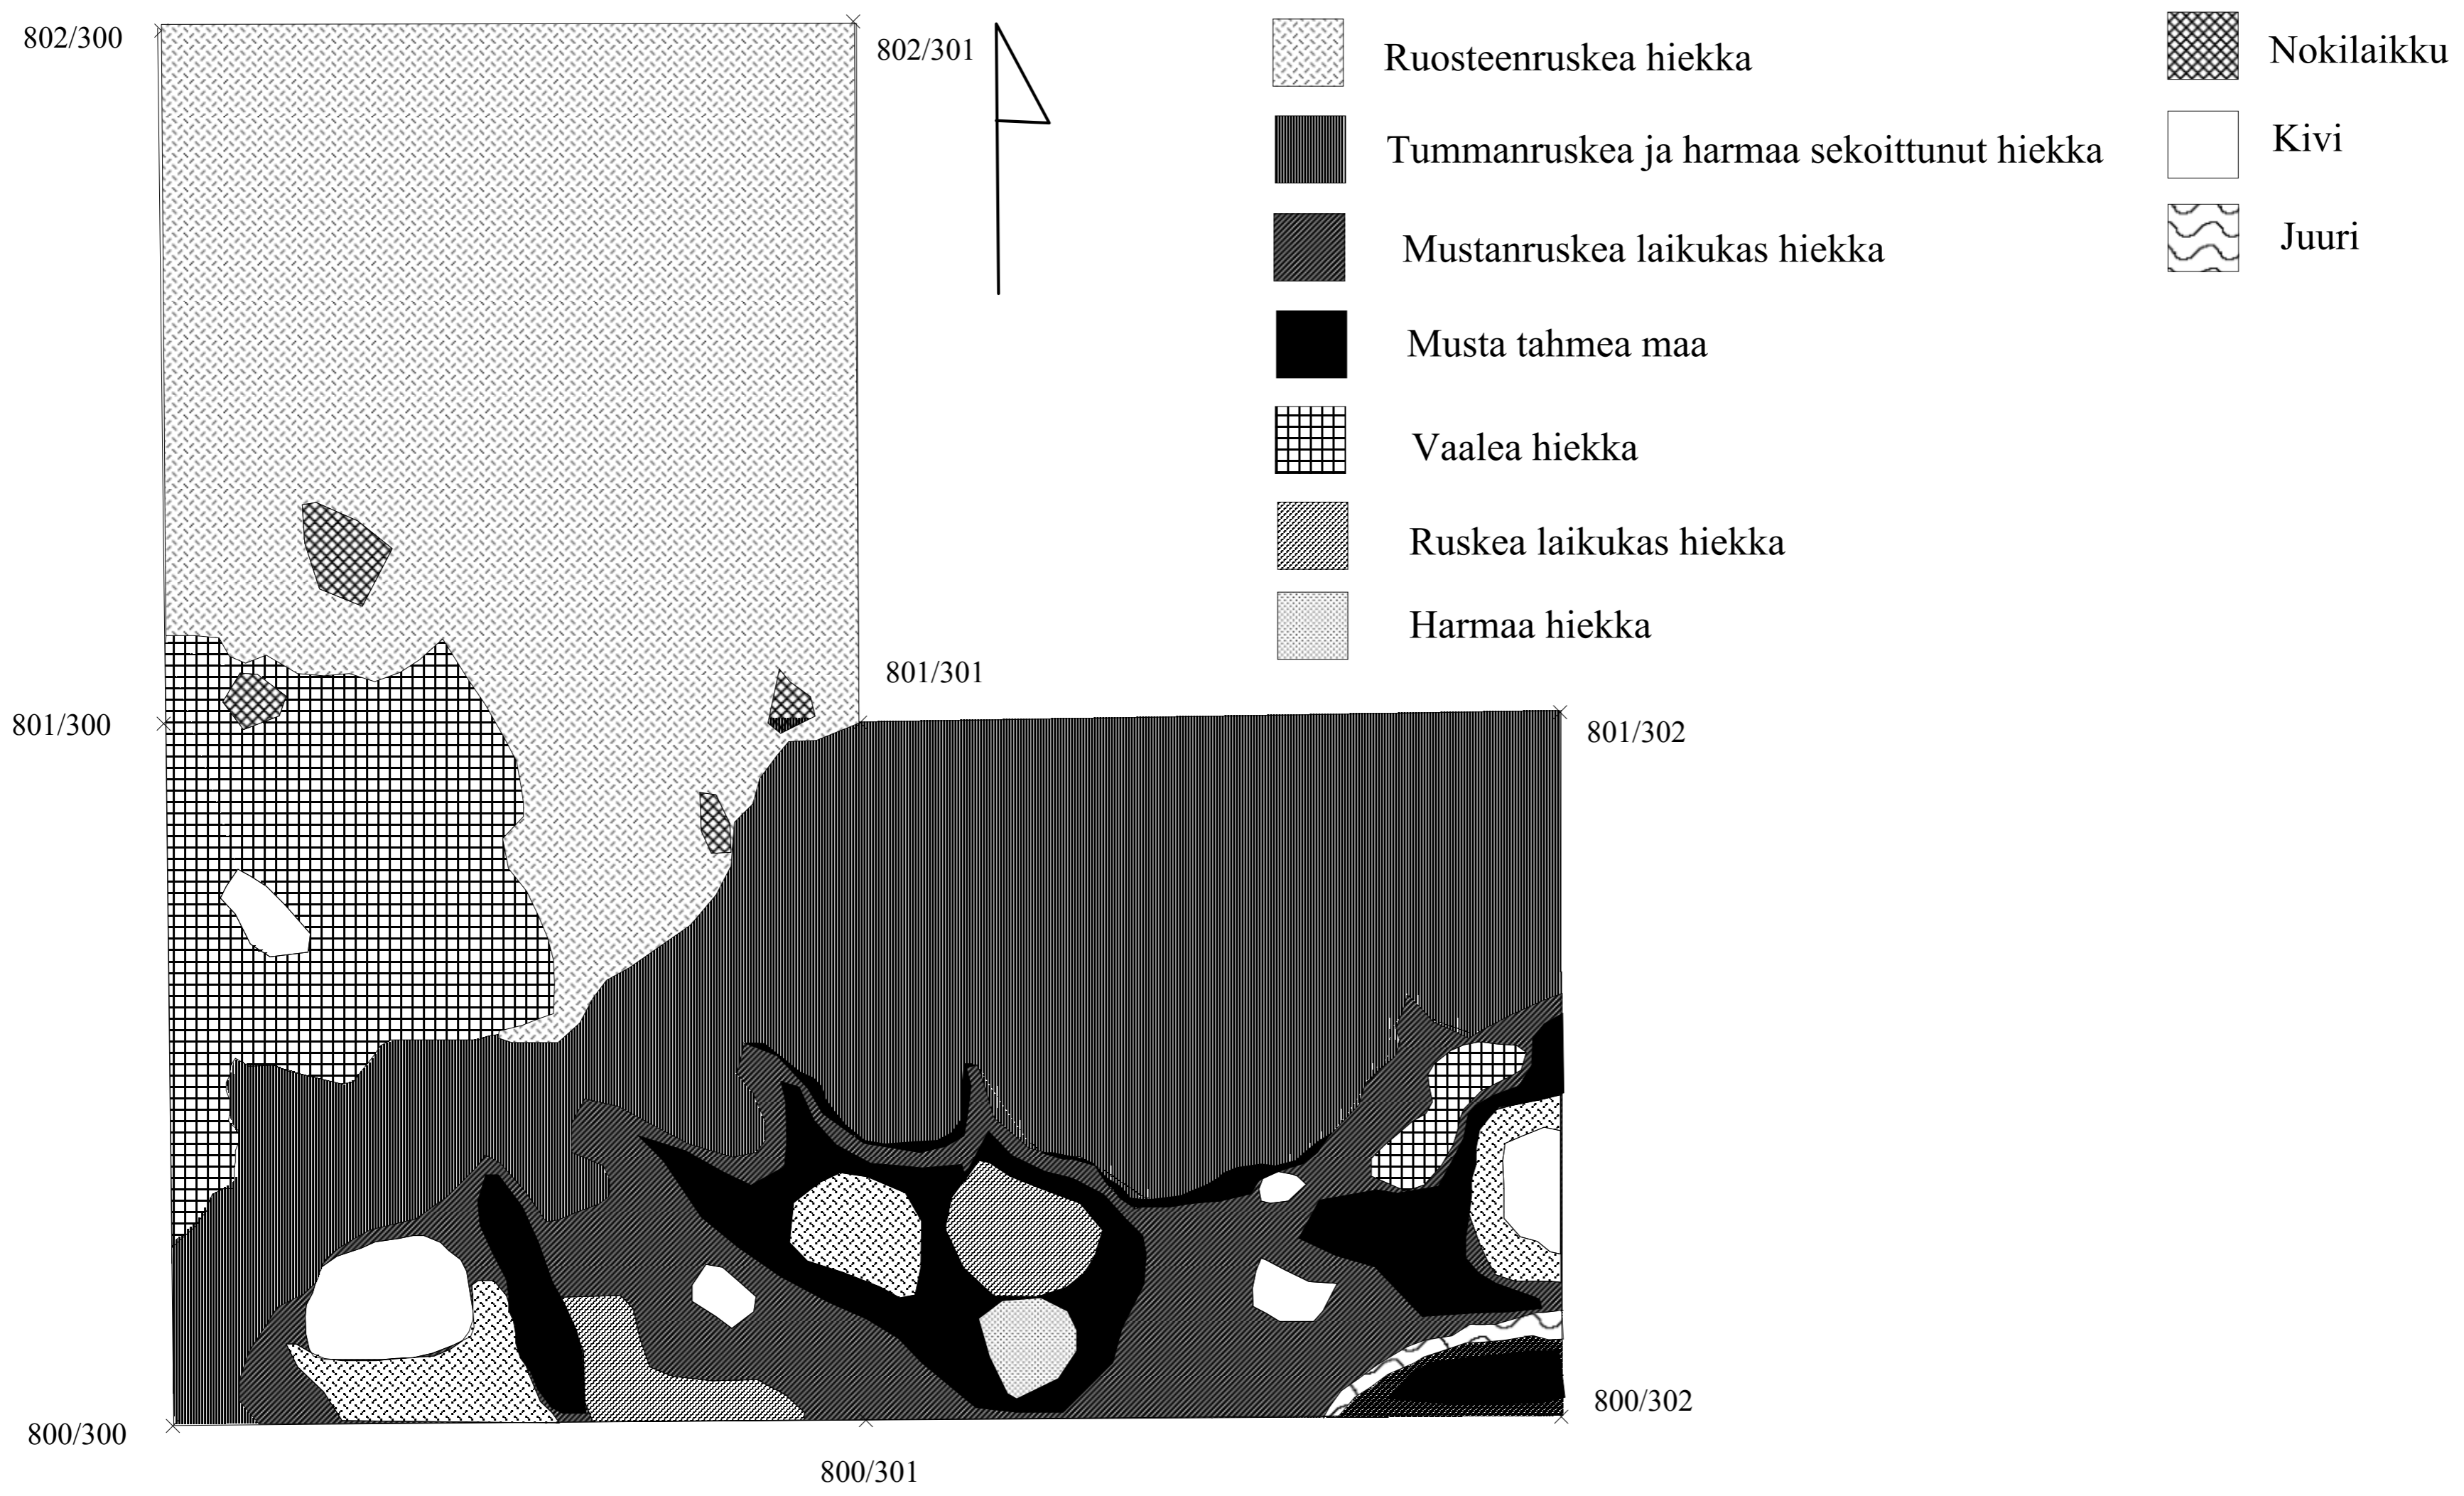 802/300
802/301
801/301
801/300
801/302
800/302
800/300
800/301
Ruosteenruskea hiekka
Tummanruskea ja harmaa sekoittunut hiekka
Mustanruskea laikukas hiekka
Musta tahmea maa
Vaalea hiekka
Ruskea laikukas hiekka
Harmaa hiekka
Nokilaikku
Kivi
Juuri